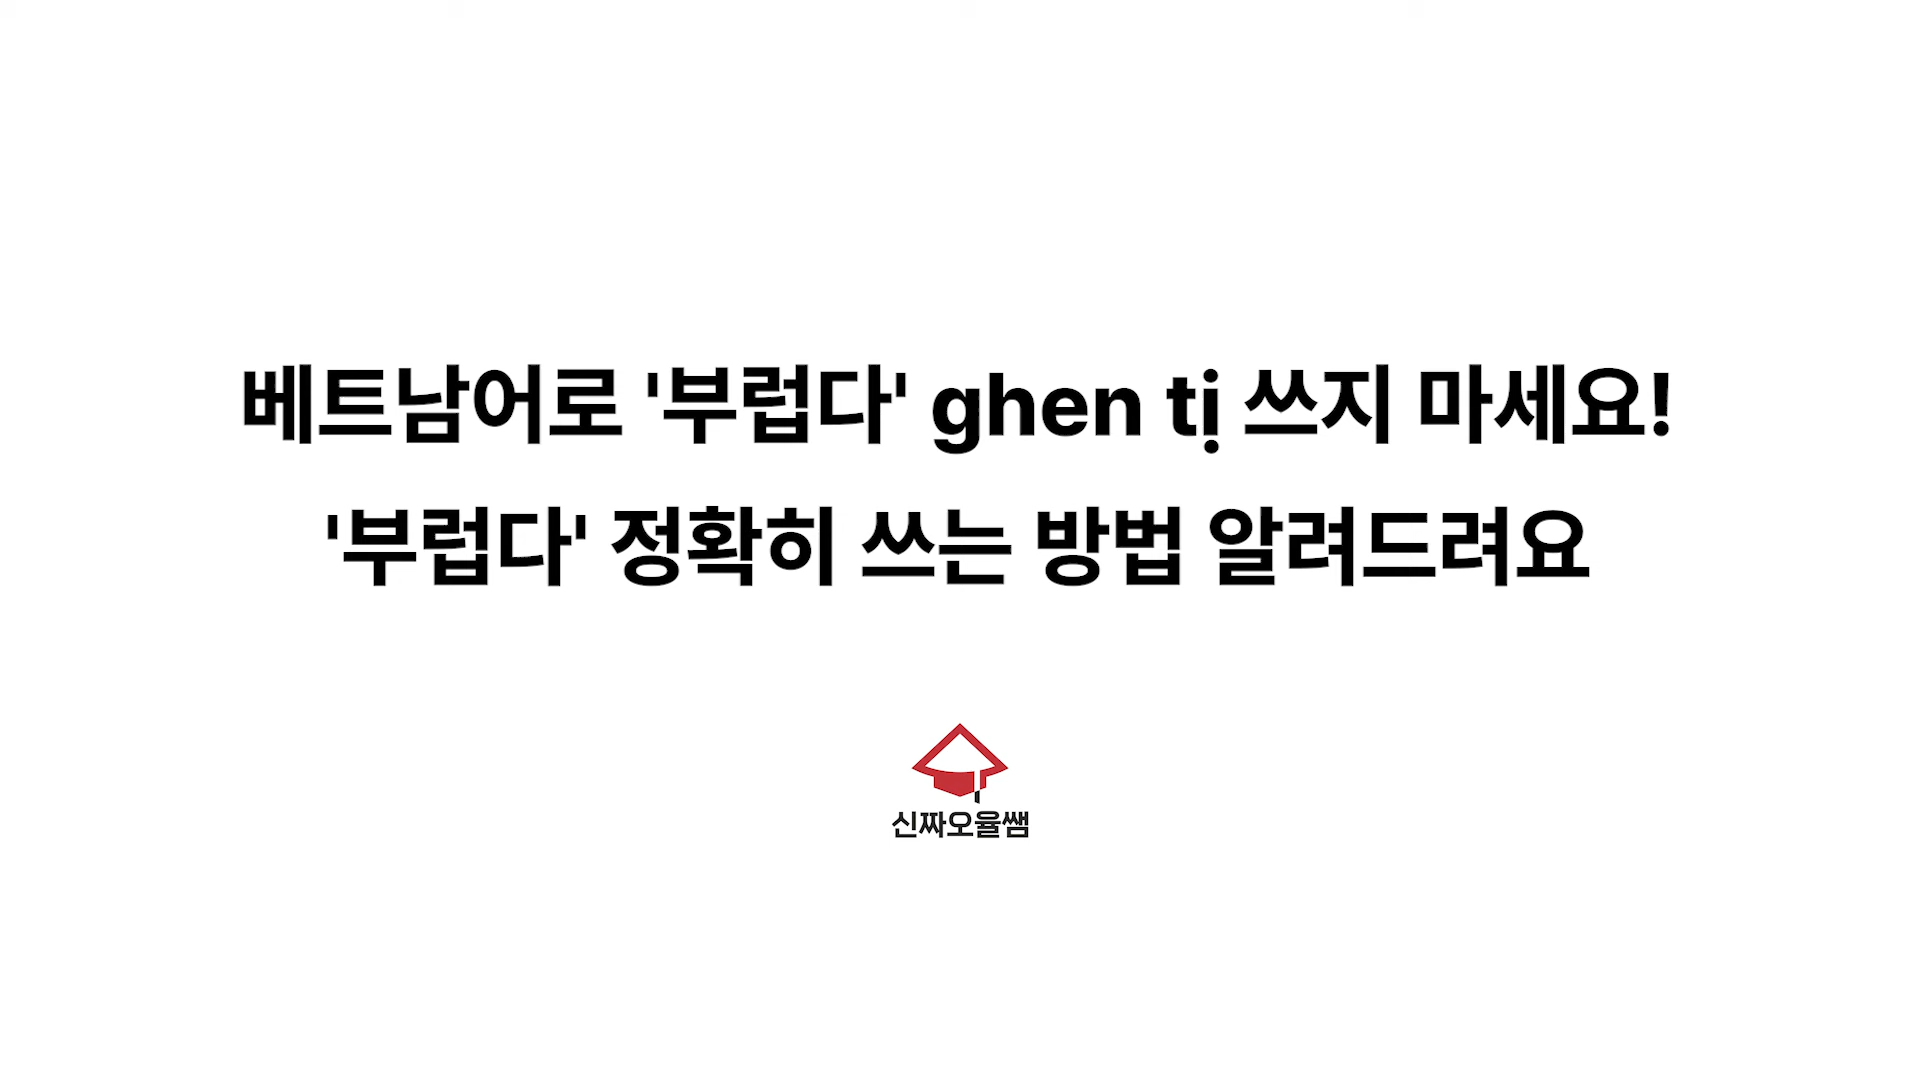 베트남어로 '부럽다' ghen tị 쓰지 마세요!
'부럽다' 정확히 쓰는 방법 알려드려요
신짜오율쌤